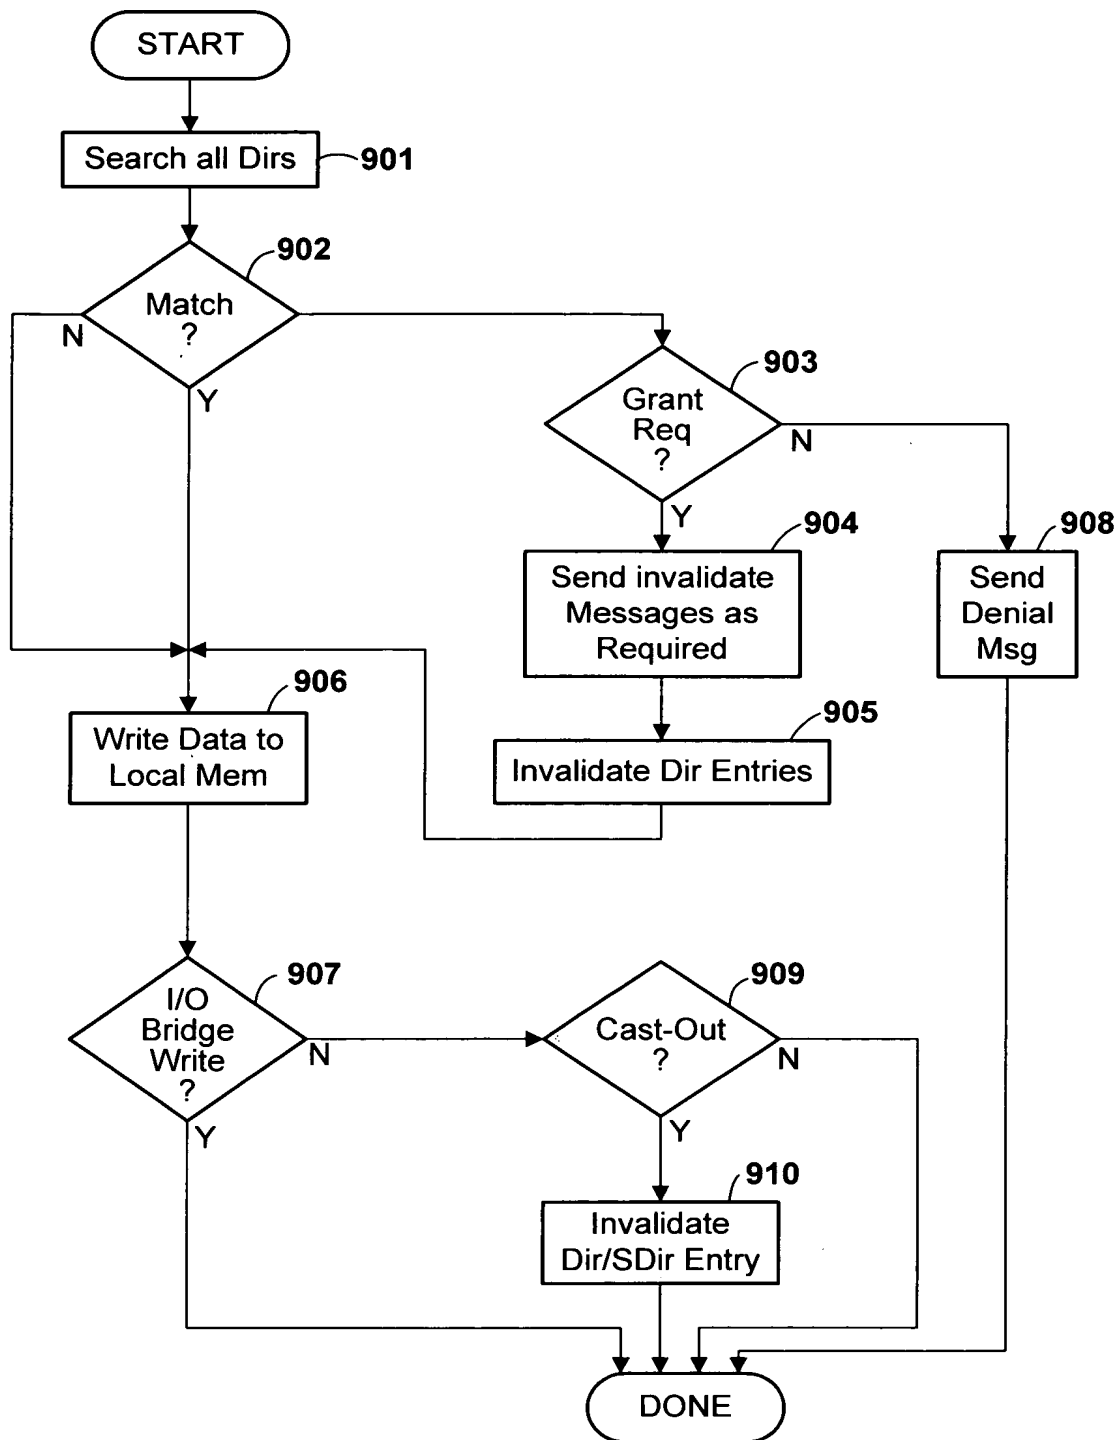 START
Search all Dirs
901
902
Match
?
N
Y
903
Grant
Req
?
N
Y
904
Send invalidate
Messages as
Required
908
Send
Denial
Msg
906
Write Data to
Local Mem
905
Invalidate Dir Entries
907
I/O
Bridge
Write
?
N
Y
909
Cast-Out
?
N
Y
910
Invalidate
Dir/SDir Entry
DONE